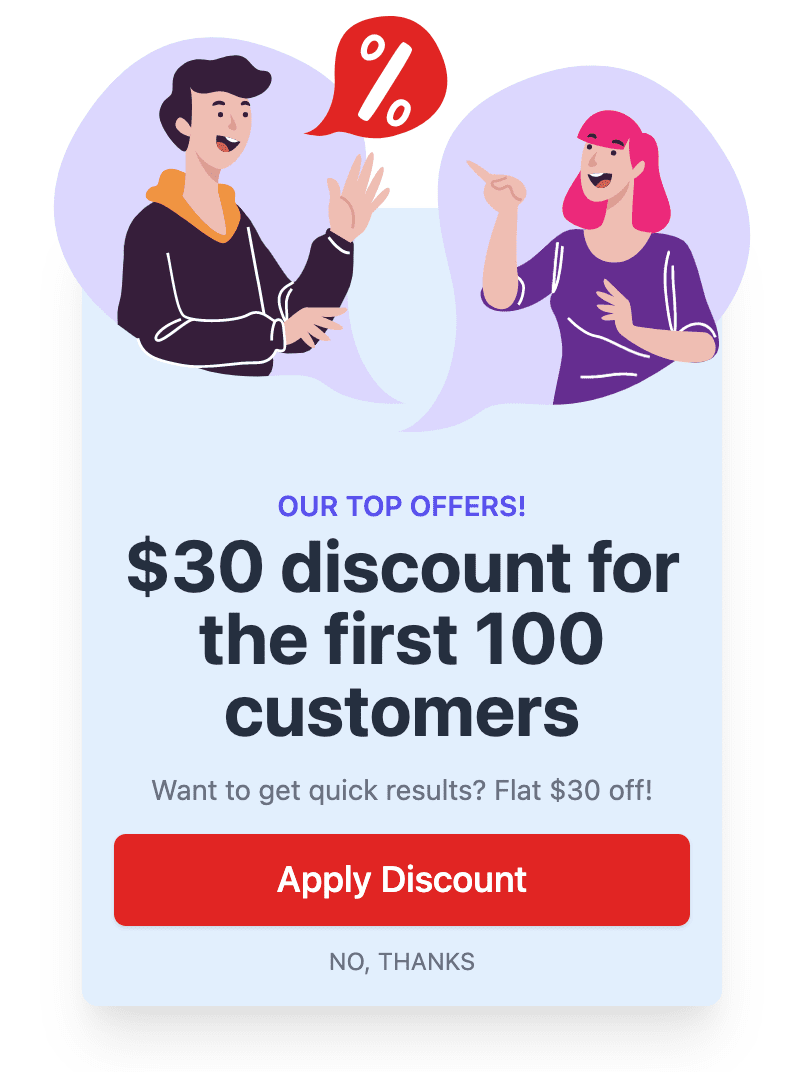 %
OUR TOP OFFERS!
$30 discount for
the first 100
customers
Want to get quick results? Flat $30 off!
Apply Discount
NO, THANKS